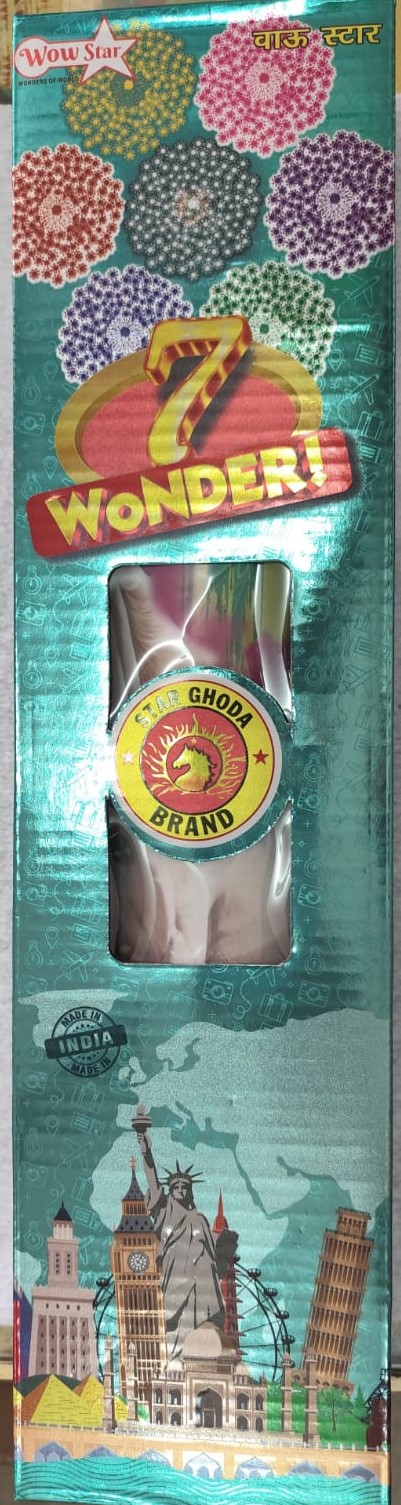 Wow Star
WONDERS OF WORLD
वाऊ स्टार
7
WONDER!
STAR GHODA
BRAND
MADE IN
INDIA
MADE IN